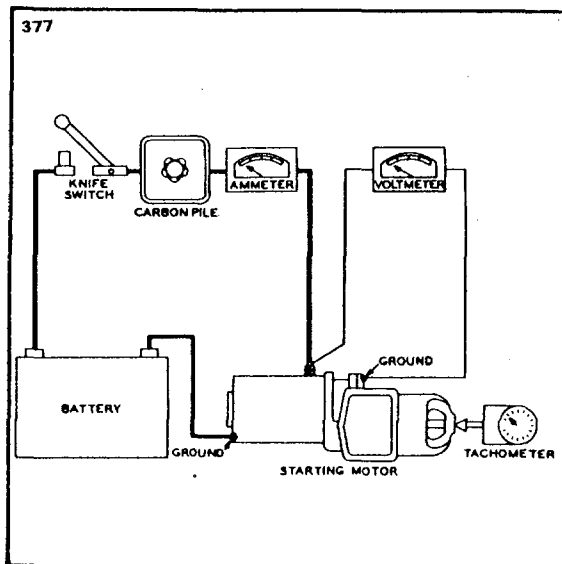 377
KNIFE
SWITCH
CARBON PILE
AMMETER
VOLTMETER
GROUND
BATTERY
GROUND
STARTING MOTOR
TACHOMETER